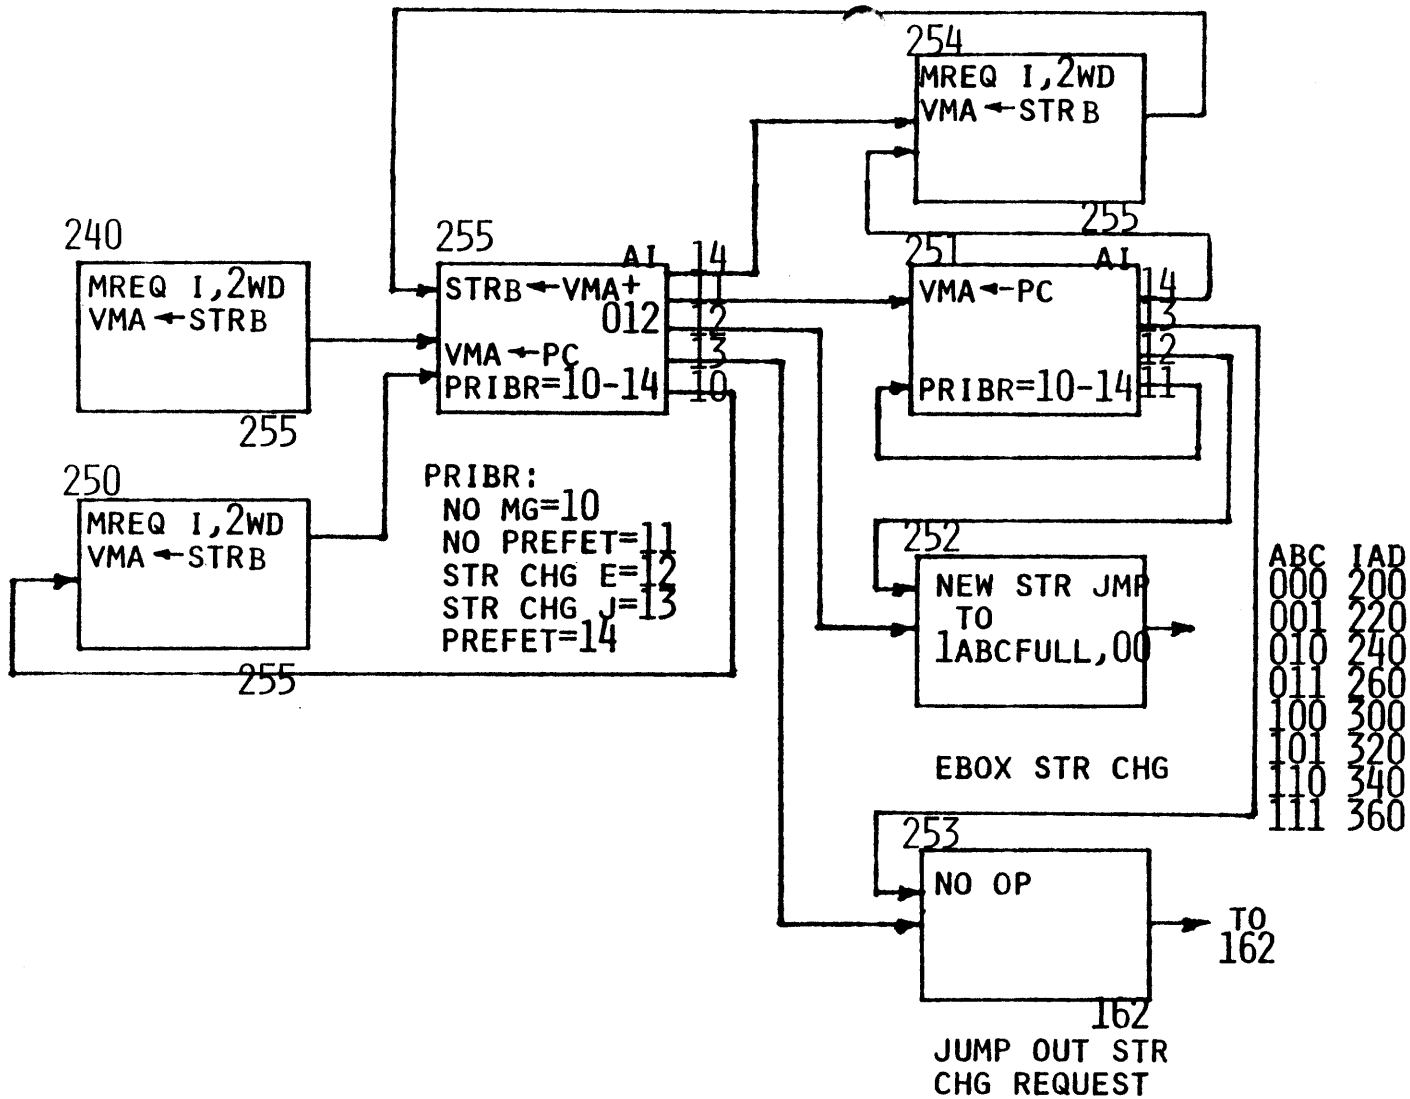 254
MREQ I,2WD
VMA ←STRB
255
240
MREQ I,2WD
VMA ←STRB
255
255
AI
STRB←VMA+
012
VMA←PC
PRIBR=10-14
14
11
12
13
10
251
AI
VMA←PC
PRIBR=10-14
14
13
12
11
250
MREQ I,2WD
VMA ←STRB
255
PRIBR:
NO MG=10
NO PREFET=11
STR CHG E=12
STR CHG J=13
PREFET=14
252
NEW STR JMP
TO
1ABCFULL,00
EBOX STR CHG
ABC IAD
000 200
001 220
010 240
011 260
100 300
101 320
110 340
111 360
253
NO OP
TO
162
162
JUMP OUT STR
CHG REQUEST